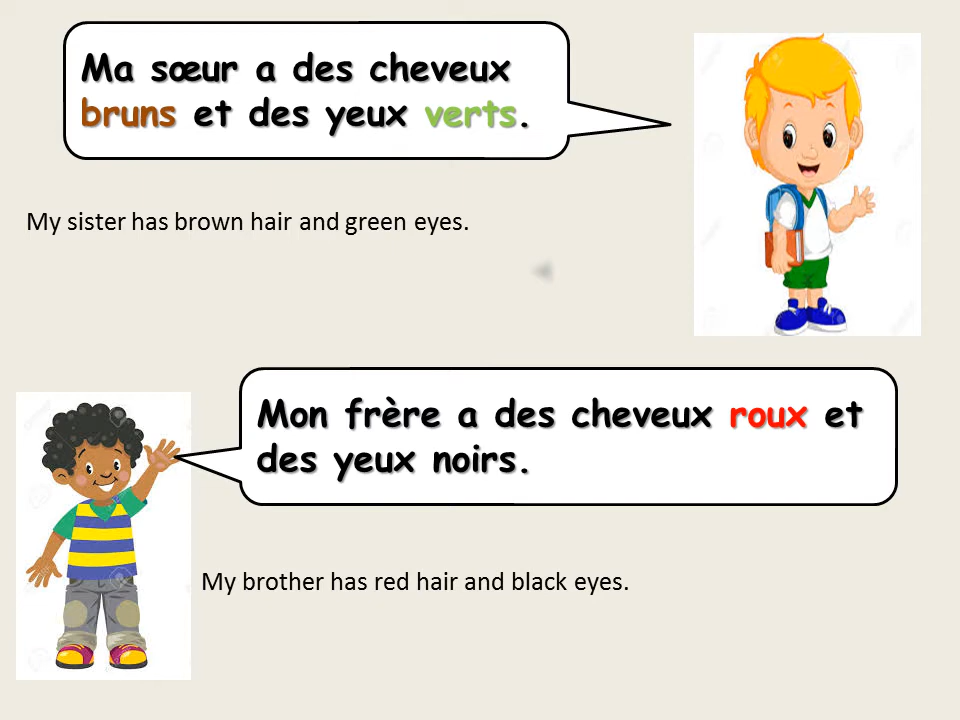 Ma sœur a des cheveux
bruns et des yeux verts.
My sister has brown hair and green eyes.
Mon frère a des cheveux roux et
des yeux noirs.
My brother has red hair and black eyes.